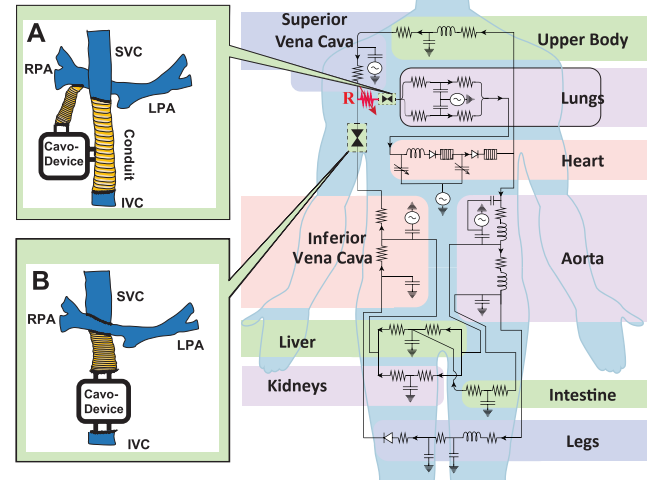 A
SVC
RPA
LPA
Cavo-
Device
Conduit
IVC
B
SVC
RPA
LPA
Cavo-
Device
IVC
Superior
Vena Cava
Upper Body
R
Lungs
Heart
Inferior
Vena Cava
Aorta
Liver
Kidneys
Intestine
Legs